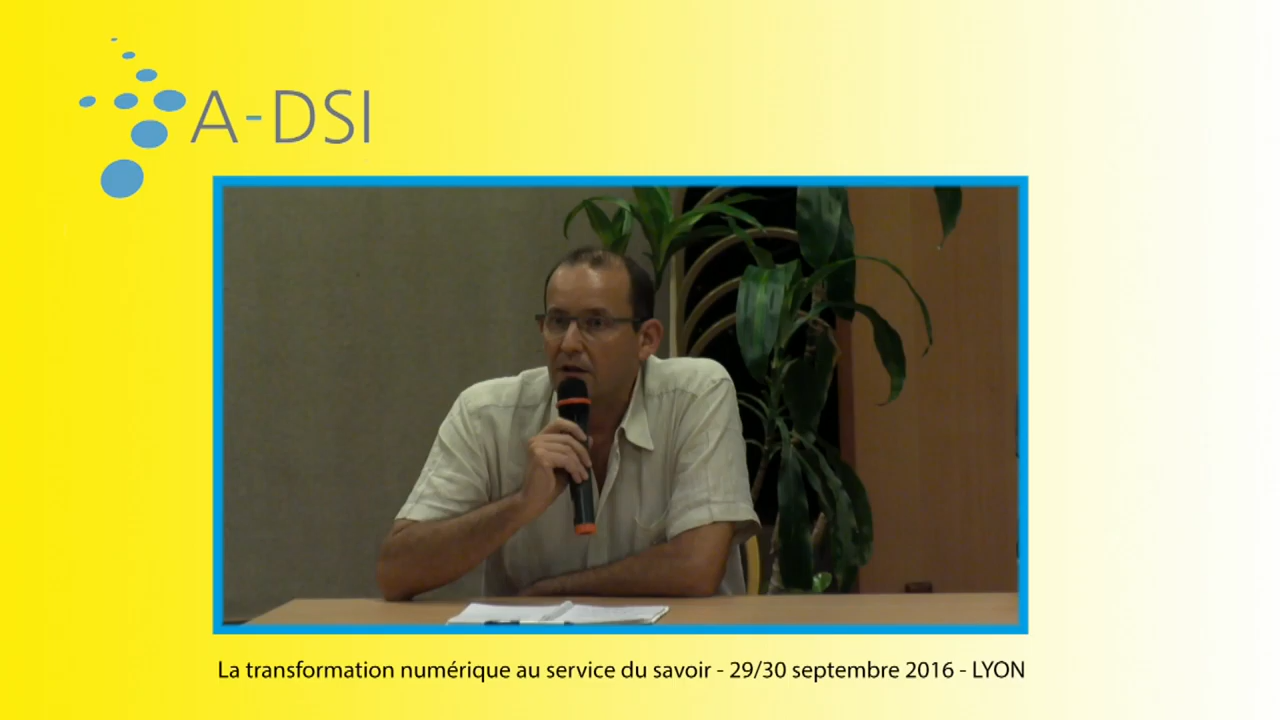 A-DSI
La transformation numérique au service du savoir - 29/30 septembre 2016 - LYON